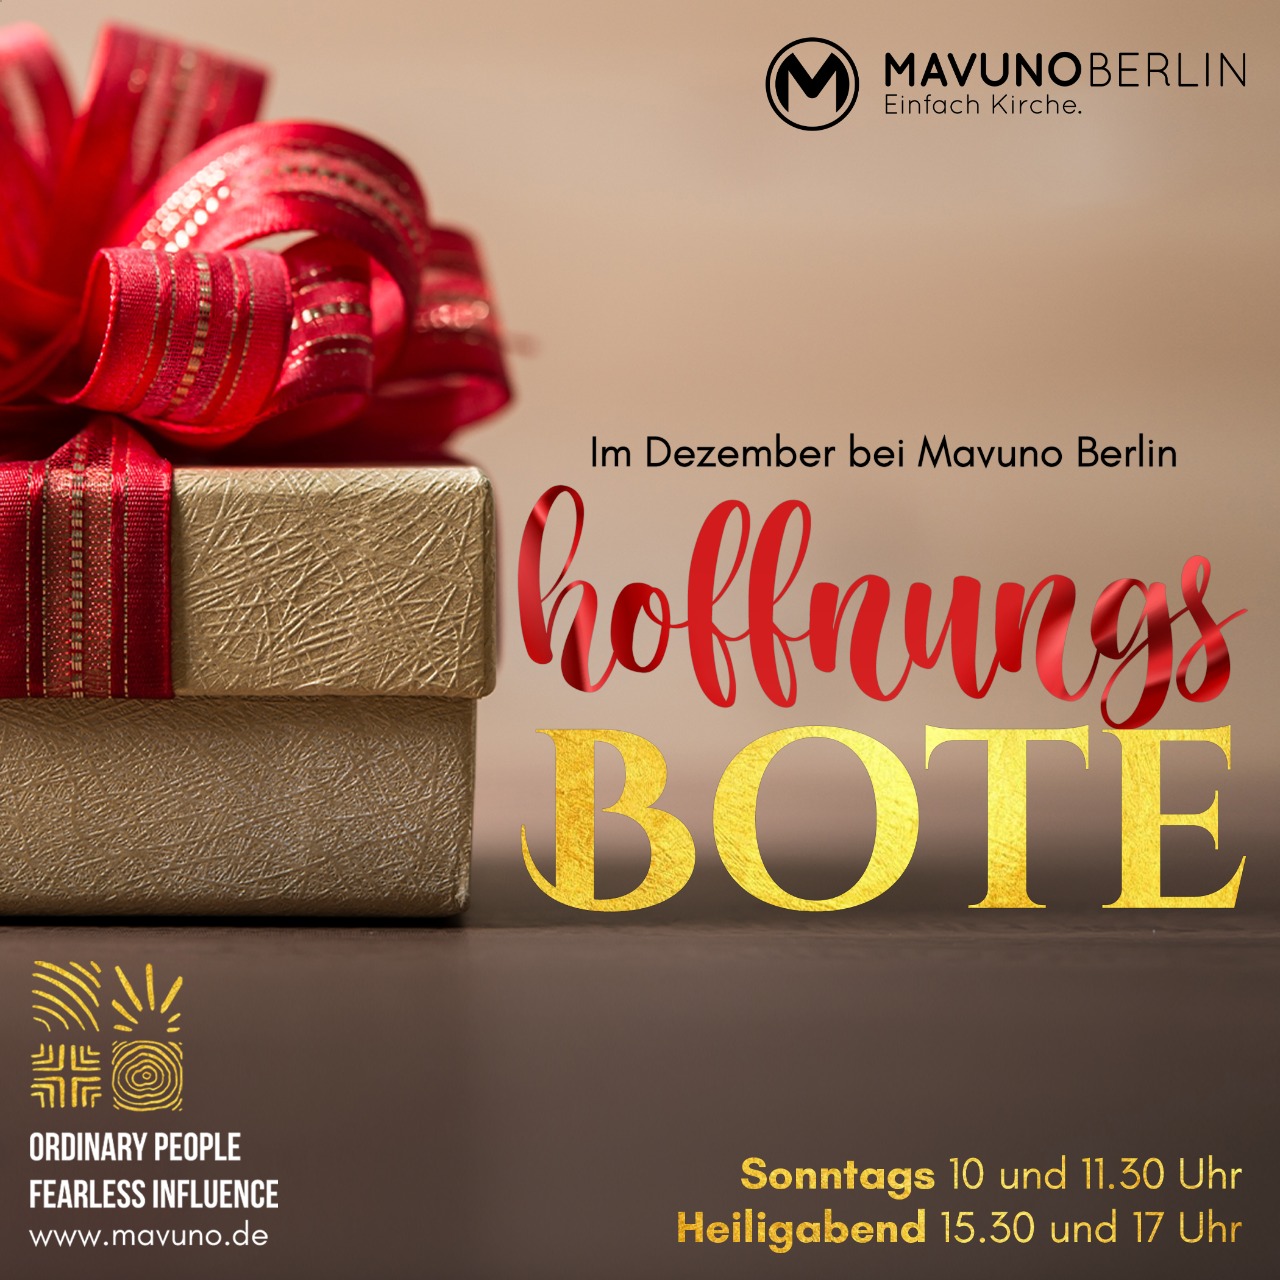 MAVUNOBERLIN
Einfach Kirche.
Im Dezember bei Mavuno Berlin
hoffnungs
BOTE
ORDINARY PEOPLE
FEARLESS INFLUENCE
www.mavuno.de
Sonntags 10 und 11.30 Uhr
Heiligabend 15.30 und 17 Uhr